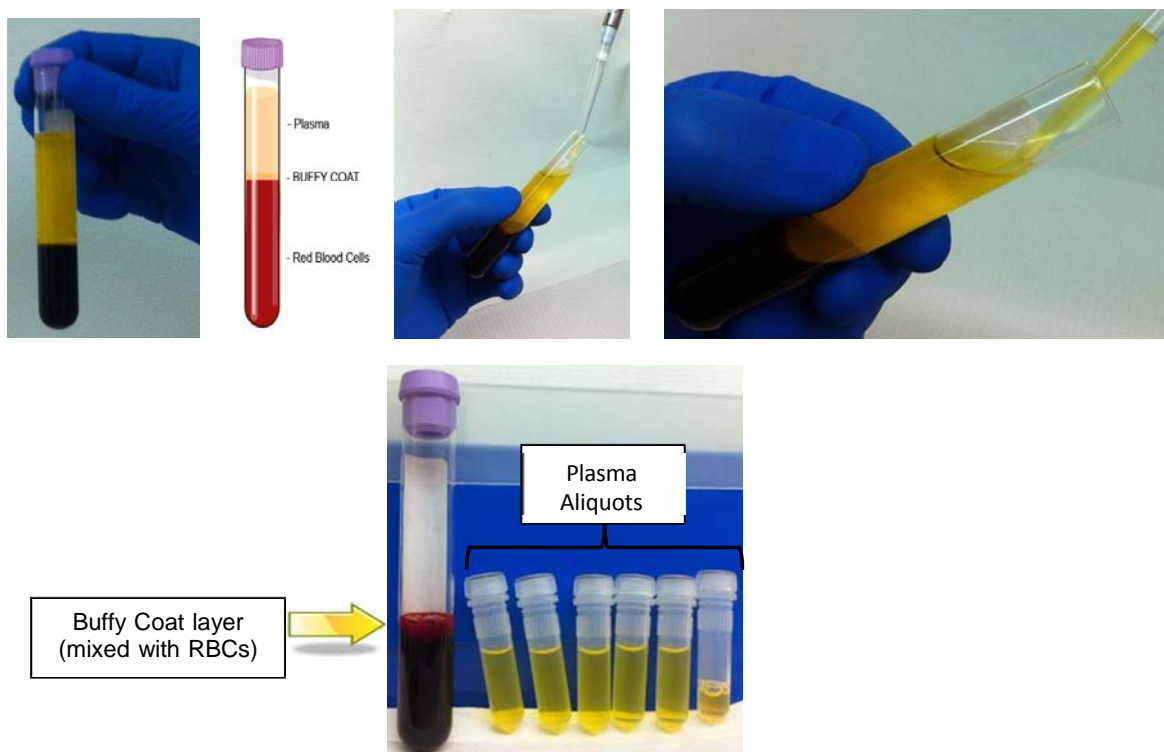 - Plasma
- BUFFY COAT
- Red Blood Cells
Plasma
Aliquots
Buffy Coat layer
(mixed with RBCs)